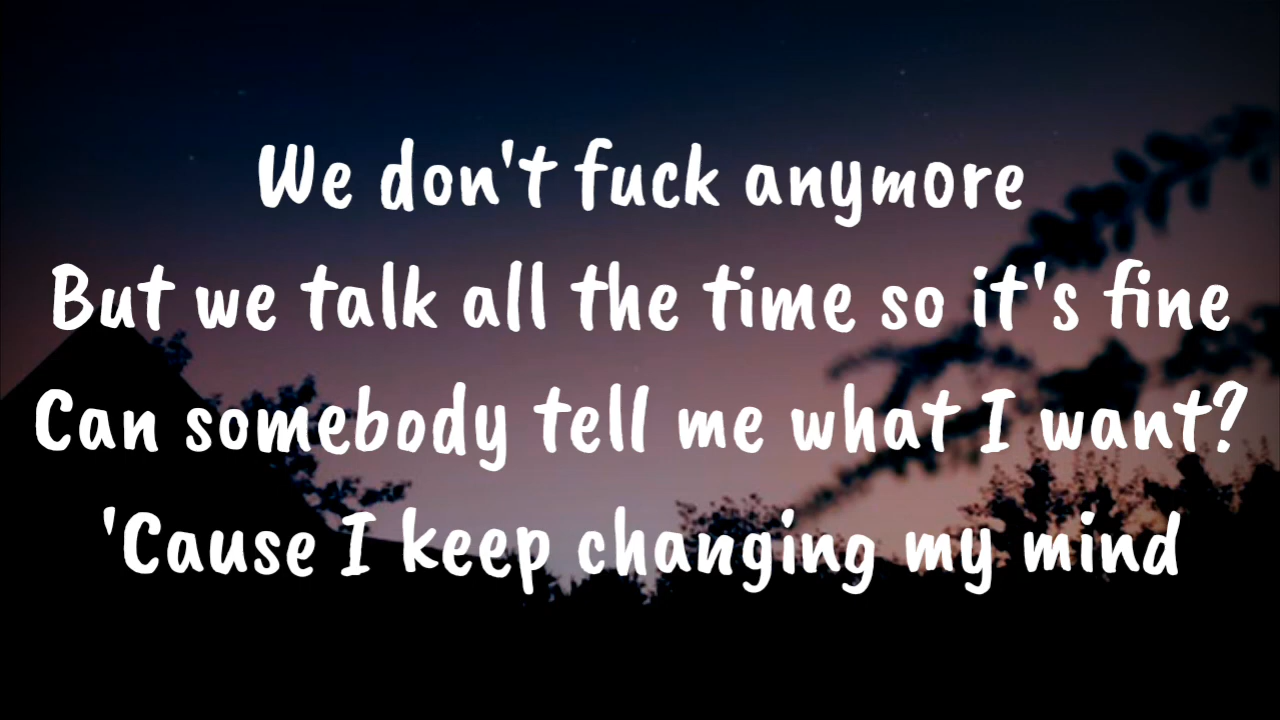 We don't fuck anymore
But we talk all the time so it's fine
Can somebody tell me what I want?
'Cause I keep changing my mind